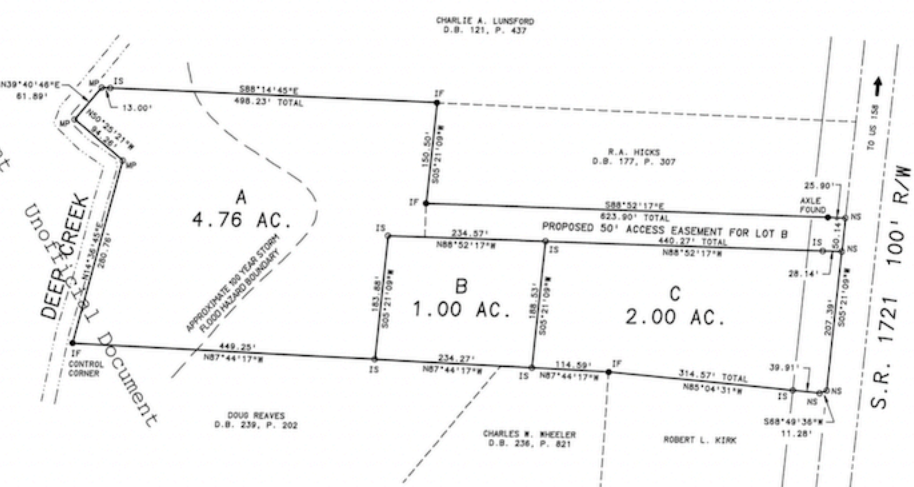 CHARLIE A. LUNSFORD
D.B. 121, P. 437
N39°40'46"E
61.89'
MP
IS
13.00'
S88°14'45"E
498.23' TOTAL
IF
MP
N50°25'21"W
94.26'
MP
TO US 158
150.50'
S05°21'09"W
R.A. HICKS
D.B. 177, P. 307
25.90'
AXLE
FOUND
NS
IF
S88°52'17"E
623.90' TOTAL
PROPOSED 50' ACCESS EASEMENT FOR LOT B
50.14'
A
4.76 AC.
234.57'
N88°52'17"W
440.27' TOTAL
N88°52'17"W
IS
NS
28.14'
IS
DEEP CREEK
N14°36'45"E
280.76'
Unofficial Document
APPROXIMATE 100 YEAR STORM
FLOOD HAZARD BOUNDARY
183.88'
S05°21'09"W
B
1.00 AC.
188.53'
S05°21'09"W
C
2.00 AC.
207.39'
S05°21'09"W
S.R. 1721 100' R/W
IF
CONTROL
CORNER
449.25'
N87°44'17"W
IS
234.27'
N87°44'17"W
IS
114.59'
N87°44'17"W
IF
314.57' TOTAL
N85°04'31"W
39.91'
IS
NS
NS
S68°49'36"W
11.28'
DOUG REAVES
D.B. 239, P. 202
CHARLES W. WHEELER
D.B. 236, P. 821
ROBERT L. KIRK